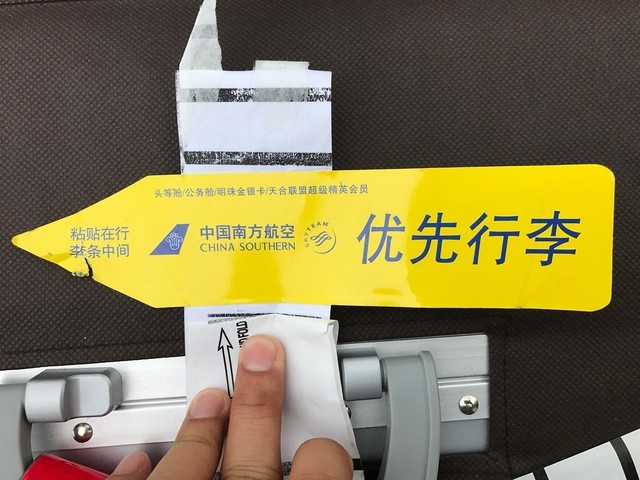 头等舱/公务舱/明珠金银卡/天合联盟超级精英会员
粘贴在行
李条中间
中国南方航空
CHINA SOUTHERN
SKYTEAM
优先行李